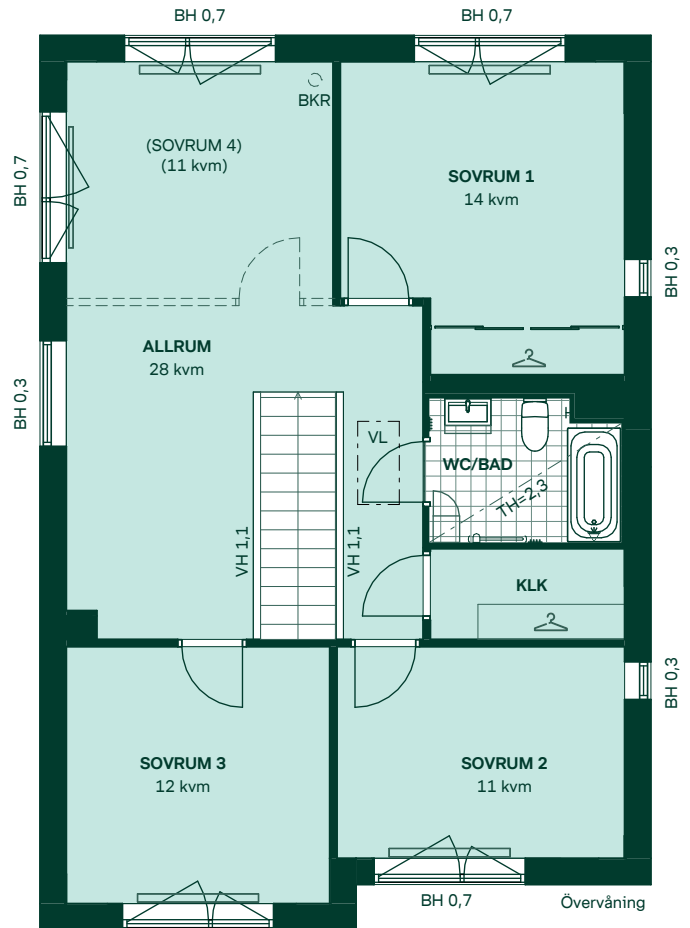 BH 0,7
BH 0,7
BKR
(SOVRUM 4)
(11 kvm)
BH 0,7
SOVRUM 1
14 kvm
BH 0,3
ALLRUM
28 kvm
BH 0,3
VL
WC/BAD
TH=2,3
VH 1,1
VH 1,1
KLK
BH 0,3
SOVRUM 3
12 kvm
SOVRUM 2
11 kvm
BH 0,7
Övervåning